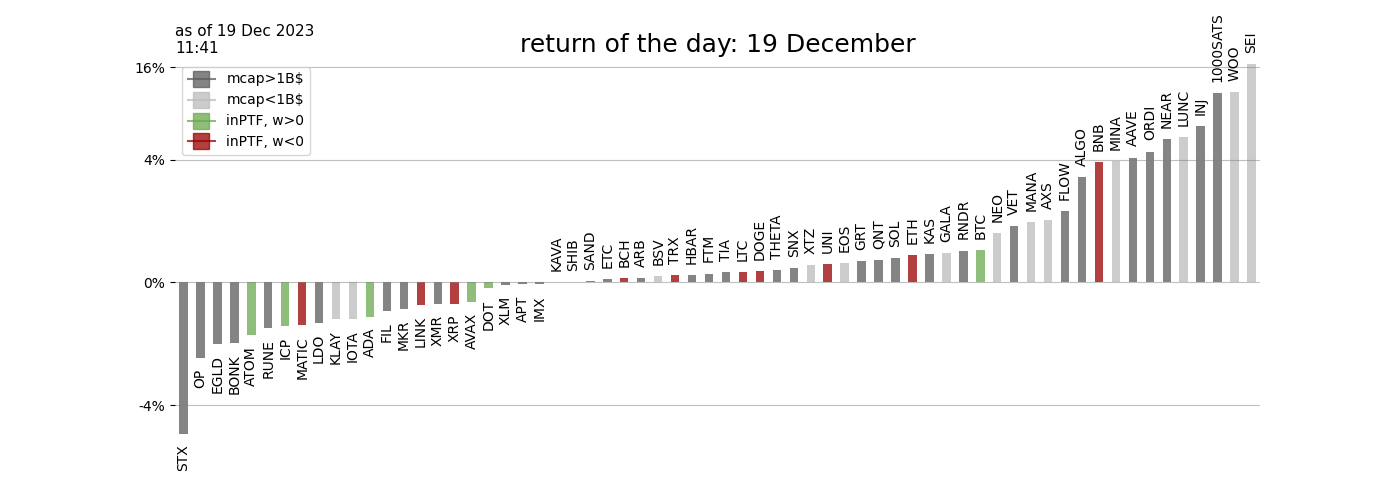 as of 19 Dec 2023
11:41
return of the day: 19 December
16%
4%
0%
-4%
mcap>1B$
mcap<1B$
inPTF, w>0
inPTF, w<0
STX
OP
EGLD
BONK
ATOM
RUNE
ICP
MATIC
LDO
KLAY
IOTA
ADA
FIL
MKR
LINK
XMR
XRP
AVAX
DOT
XLM
APT
IMX
KAVA
SHIB
SAND
ETC
BCH
ARB
BSV
TRX
HBAR
FTM
TIA
LTC
DOGE
THETA
SNX
XTZ
UNI
EOS
GRT
QNT
SOL
ETH
KAS
GALA
RNDR
BTC
NEO
VET
MANA
AXS
FLOW
ALGO
BNB
MINA
AAVE
ORDI
NEAR
LUNC
INJ
1000SATS
WOO
SEI